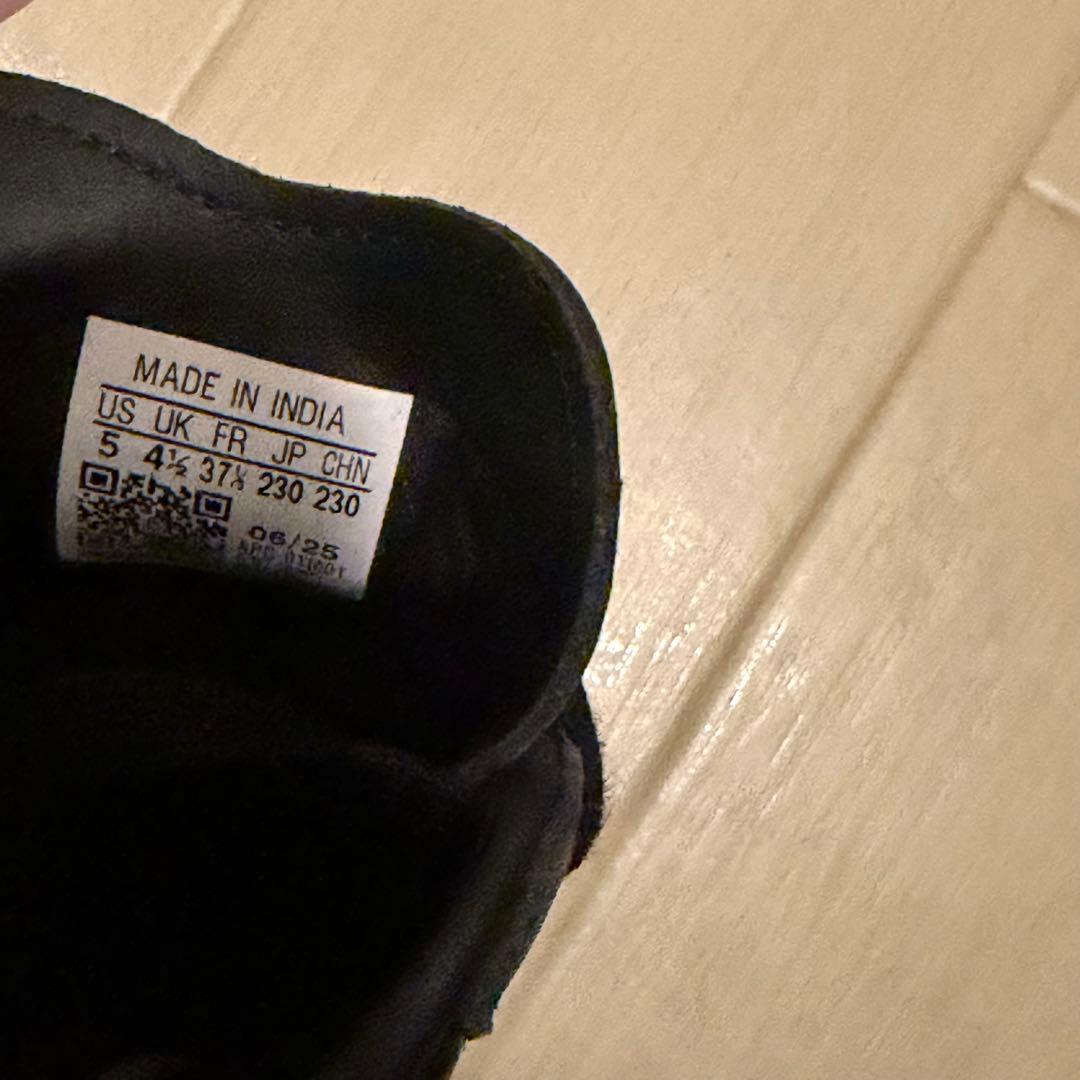 MADE IN INDIA
US UK FR JP CHN
5 4½ 37⅓ 230 230
06/25